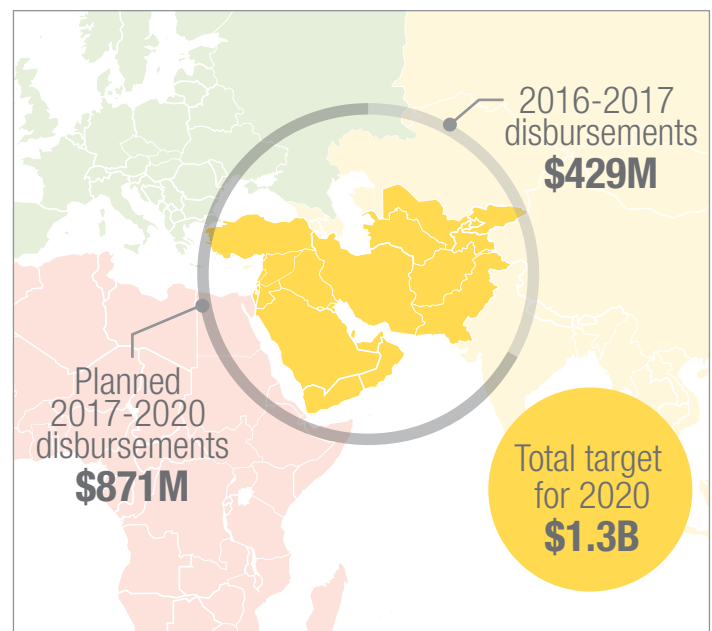 2016-2017
disbursements
$429M
Planned
2017-2020
disbursements
$871M
Total target
for 2020
$1.3B